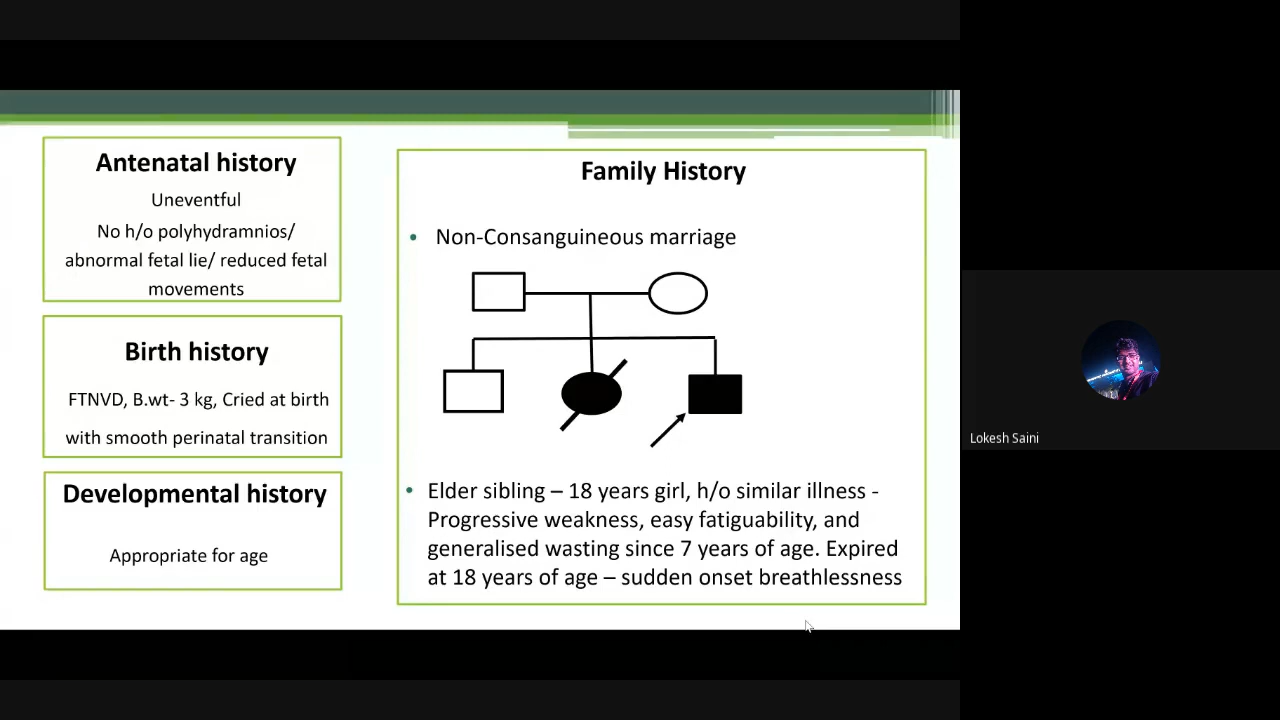 Antenatal history
Uneventful
No h/o polyhydramnios/
abnormal fetal lie/ reduced fetal
movements
Birth history
FTNVD, B.wt- 3 kg, Cried at birth
with smooth perinatal transition
Developmental history
Appropriate for age
Family History
• Non-Consanguineous marriage
• Elder sibling – 18 years girl, h/o similar illness -
Progressive weakness, easy fatiguability, and
generalised wasting since 7 years of age. Expired
at 18 years of age – sudden onset breathlessness
Lokesh Saini